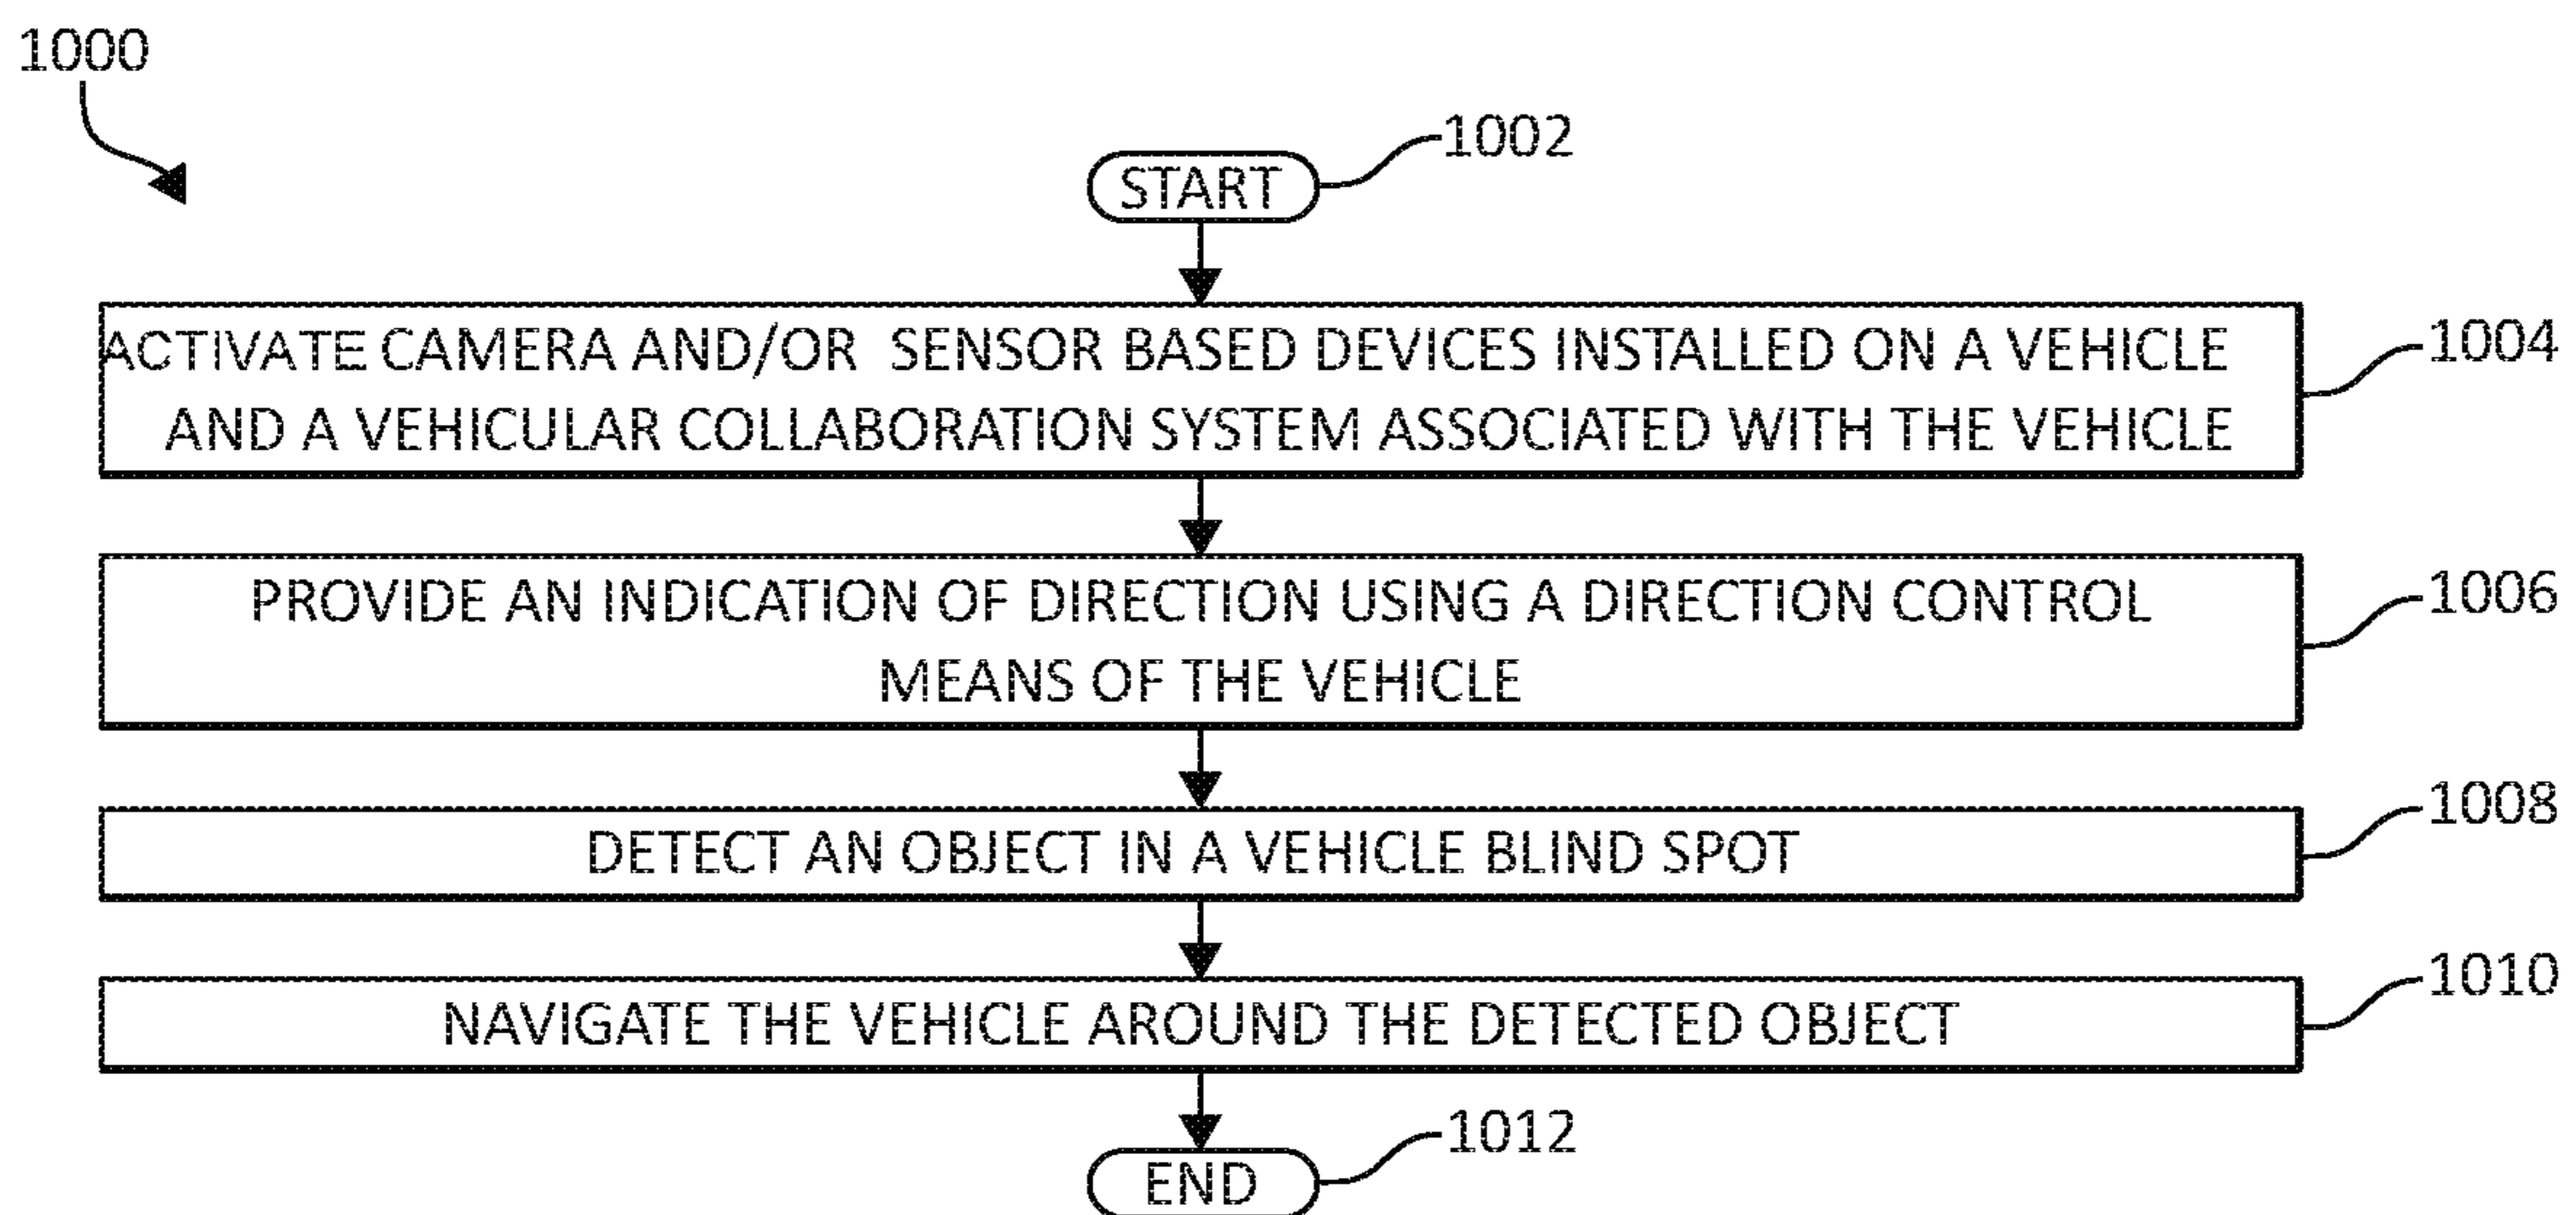 1000
START
1002
ACTIVATE CAMERA AND/OR SENSOR BASED DEVICES INSTALLED ON A VEHICLE
AND A VEHICULAR COLLABORATION SYSTEM ASSOCIATED WITH THE VEHICLE
1004
PROVIDE AN INDICATION OF DIRECTION USING A DIRECTION CONTROL
MEANS OF THE VEHICLE
1006
DETECT AN OBJECT IN A VEHICLE BLIND SPOT
1008
NAVIGATE THE VEHICLE AROUND THE DETECTED OBJECT
1010
END
1012